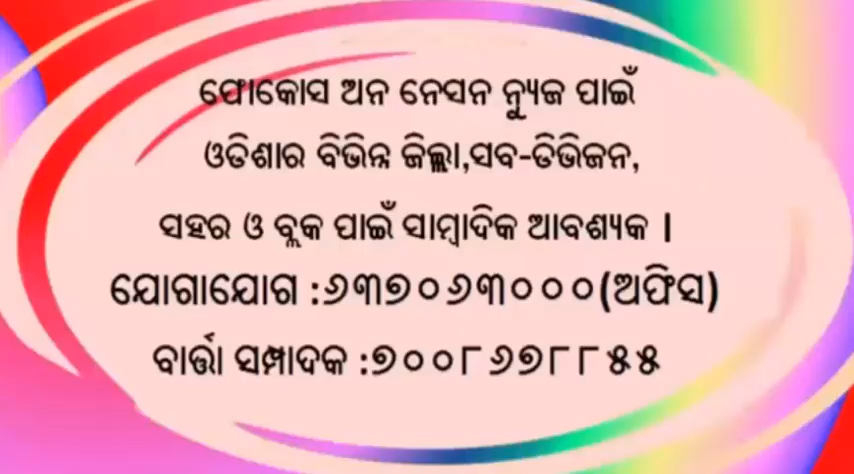 ଫୋକୋସ ଅନ ନେସନ ନ୍ୟୁଜ ପାଇଁ
ଓଡିଶାର ବିଭିନ୍ନ ଜିଲ୍ଲା,ସବ-ଡିଭିଜନ,
ସହର ଓ ବ୍ଲକ ପାଇଁ ସାମ୍ବାଦିକ ଆବଶ୍ୟକ ।
ଯୋଗାଯୋଗ :୬୩୭୦୬୩୦୦୦(ଅଫିସ)
ବାର୍ତ୍ତା ସମ୍ପାଦକ :୭୦୦୮୬୭୮୮୫୫